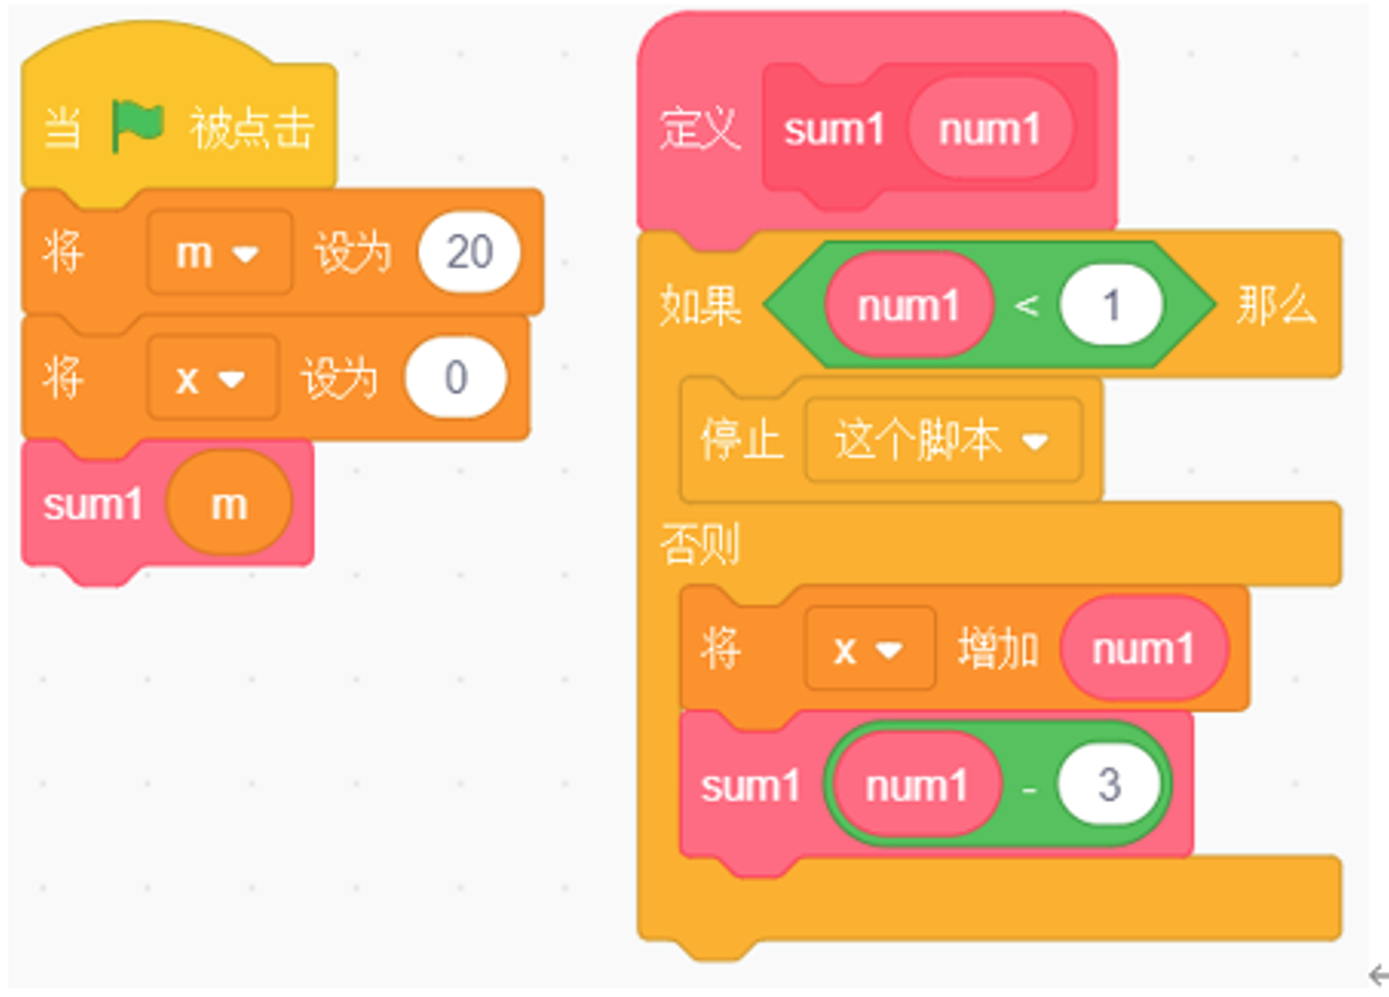 当 被点击
将 m 设为 20
将 x 设为 0
sum1 m
定义 sum1 num1
如果 num1 < 1 那么
停止 这个脚本
否则
将 x 增加 num1
sum1 num1 - 3